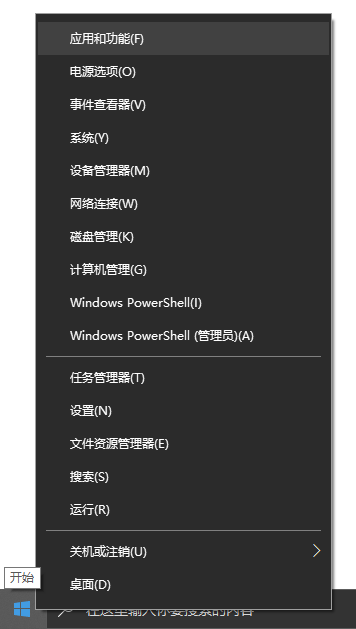 应用和功能(F)
电源选项(O)
事件查看器(V)
系统(Y)
设备管理器(M)
网络连接(W)
磁盘管理(K)
计算机管理(G)
Windows PowerShell(I)
Windows PowerShell (管理员)(A)
任务管理器(T)
设置(N)
文件资源管理器(E)
搜索(S)
运行(R)
关机或注销(U)
桌面(D)
开始
在这里输入你要搜索的内容